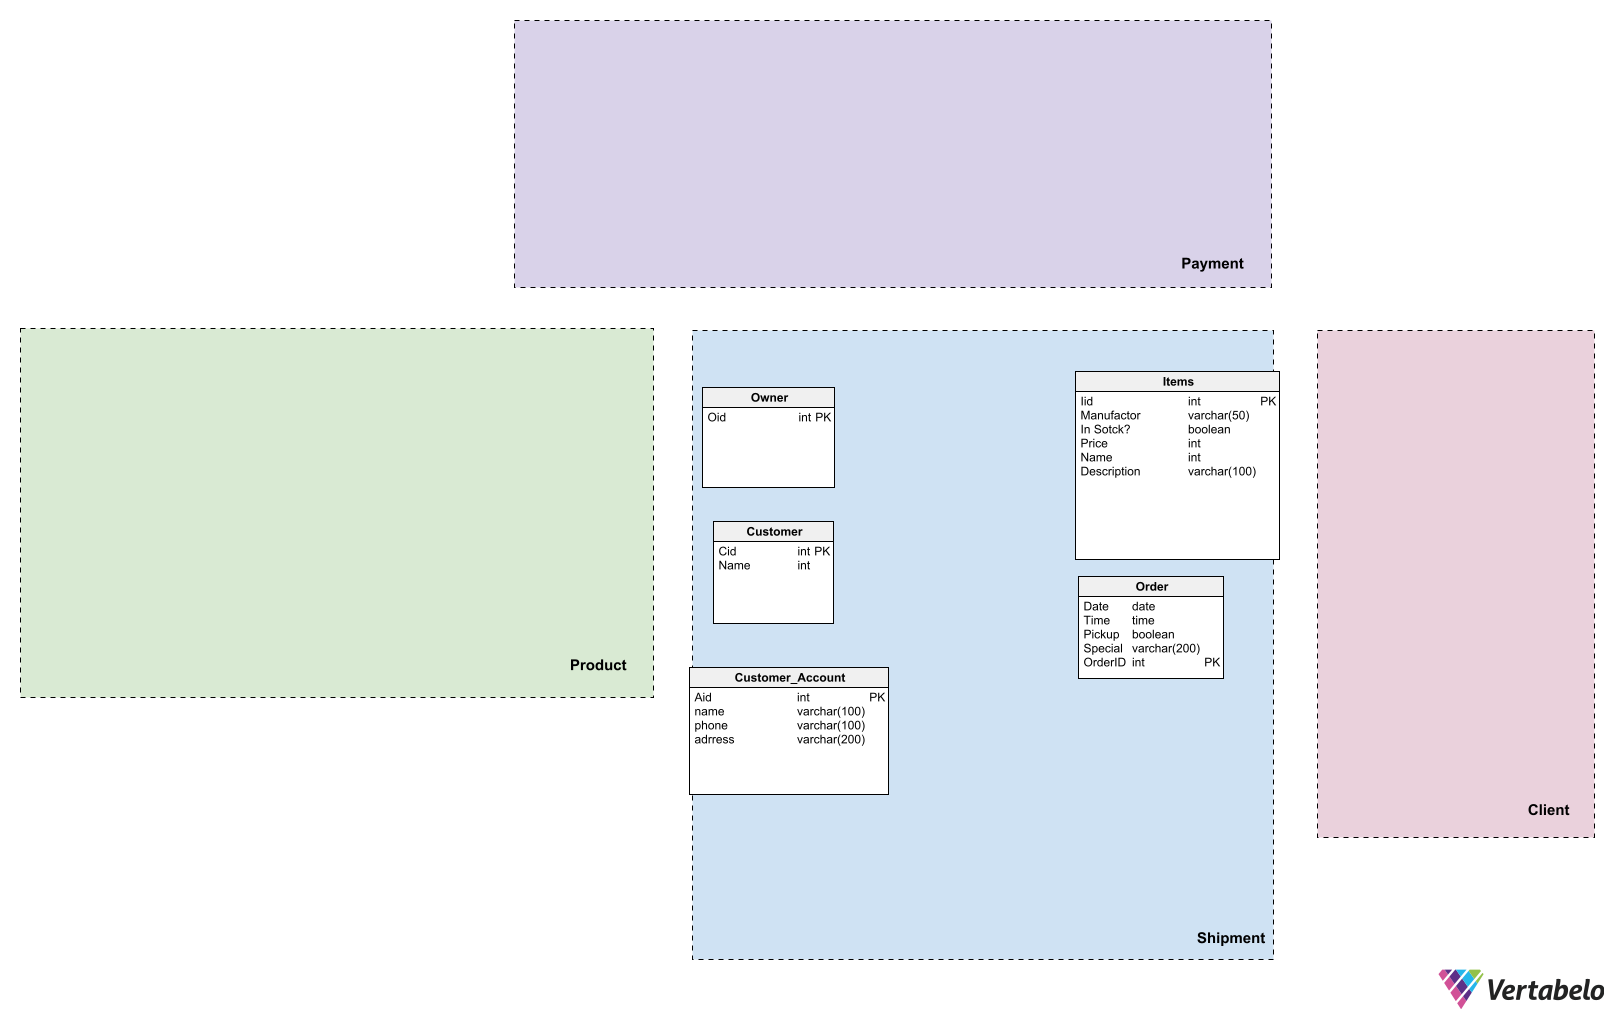 Payment
Product
Owner
Oid int PK
Customer
Cid int PK
Name int
Customer_Account
Aid int PK
name varchar(100)
phone varchar(100)
adrress varchar(200)
Items
Iid int PK
Manufactor varchar(50)
In Sotck? boolean
Price int
Name int
Description varchar(100)
Order
Date date
Time time
Pickup boolean
Special varchar(200)
OrderID int PK
Shipment
Client
Vertabelo